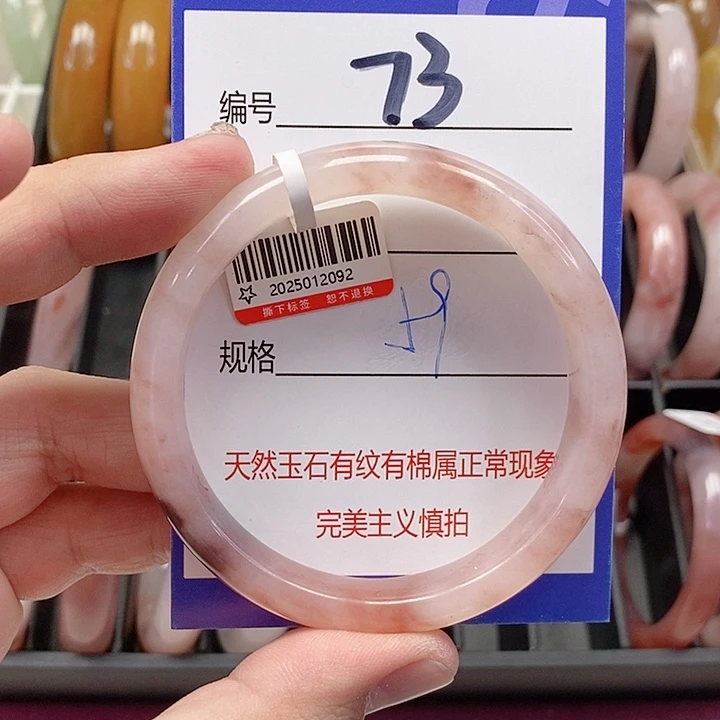 编号 73
2025012092
撕下标签 恕不退换
规格 59
天然玉石有纹有棉属正常现象
完美主义慎拍